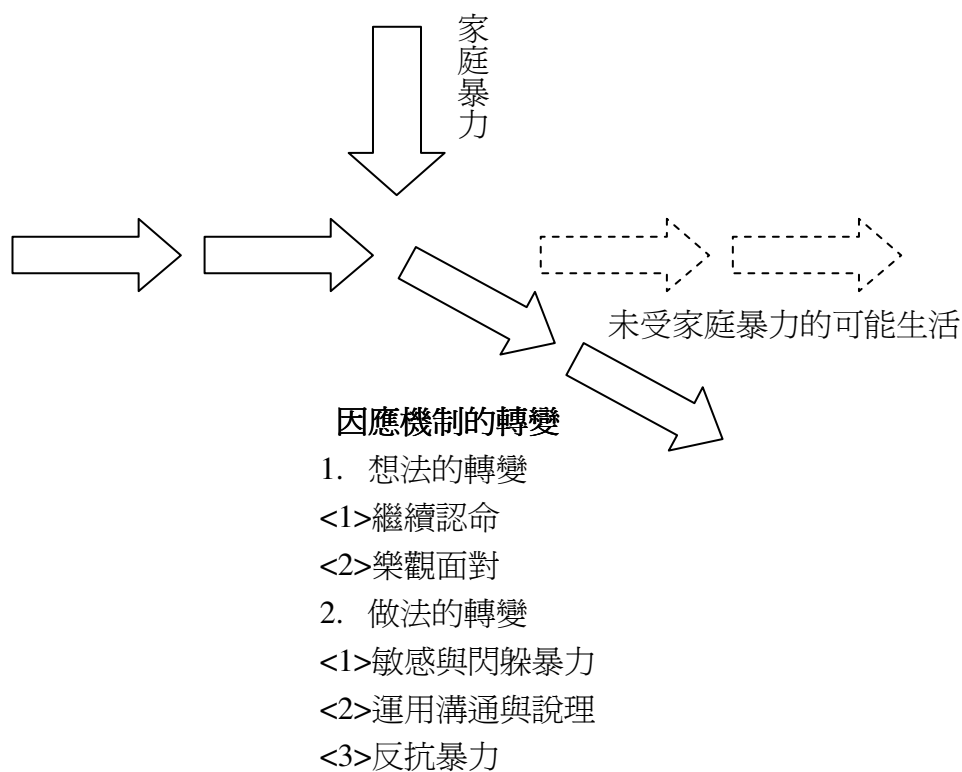 家庭暴力
未受家庭暴力的可能生活
因應機制的轉變
1. 想法的轉變
<1>繼續認命
<2>樂觀面對
2. 做法的轉變
<1>敏感與閃躲暴力
<2>運用溝通與說理
<3>反抗暴力